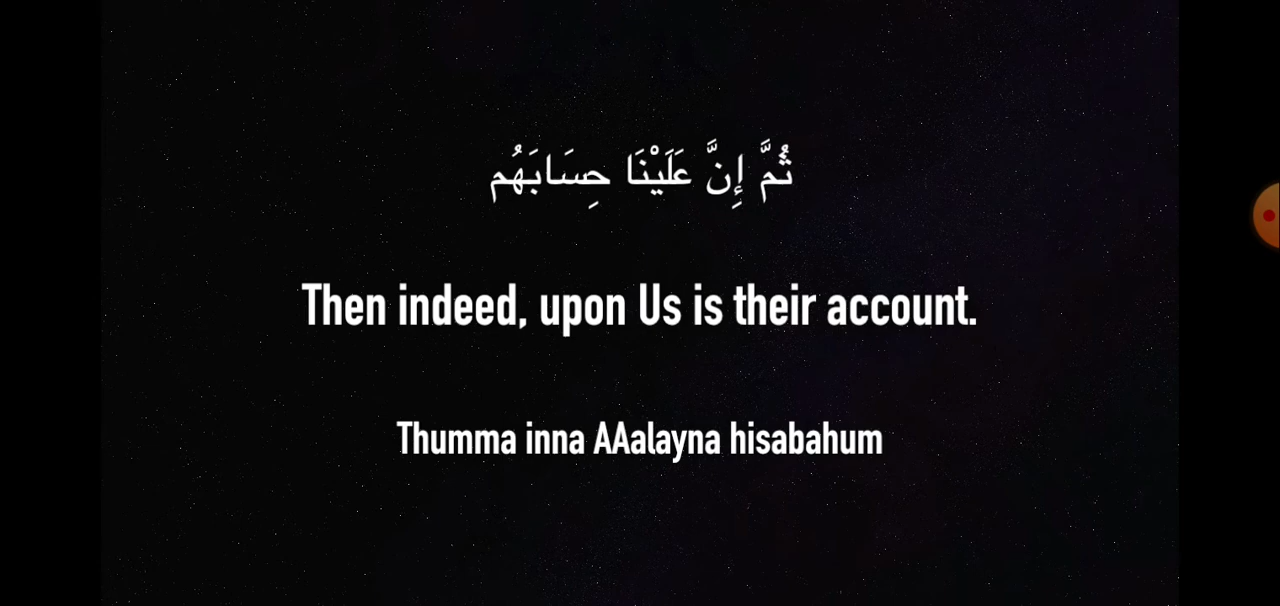 ثُمَّ إِنَّ عَلَيْنَا حِسَابَهُم
Then indeed, upon Us is their account.
Thumma inna AAalayna hisabahum